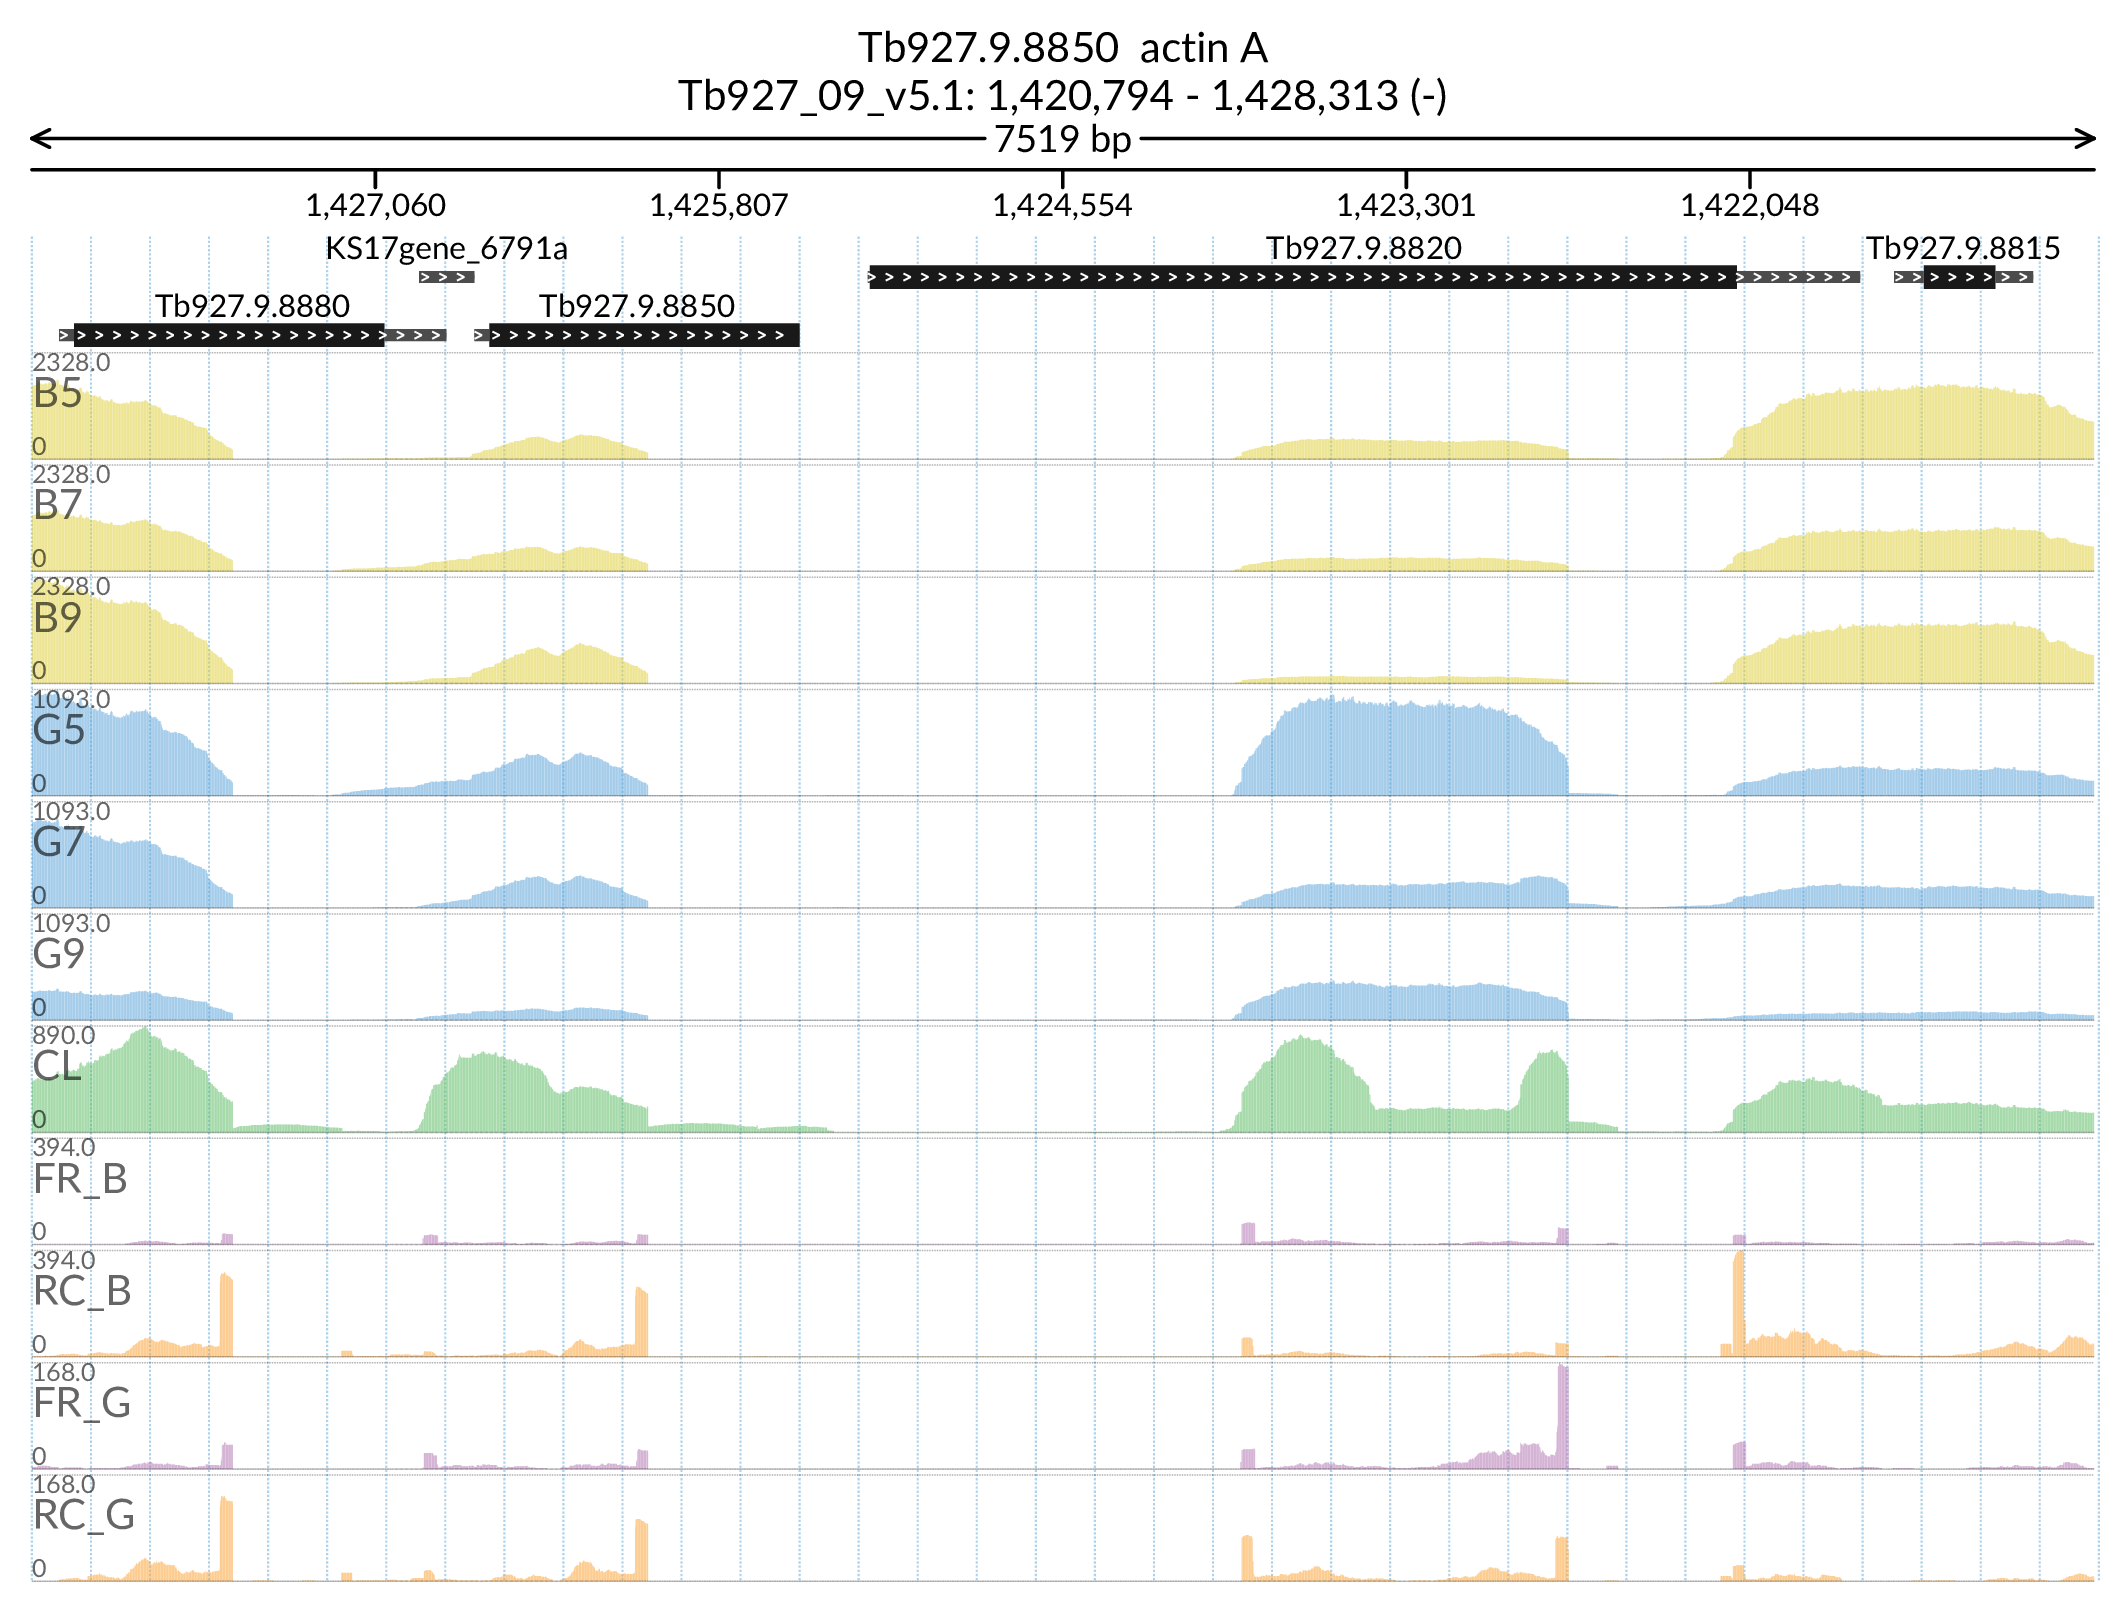 Tb927.9.8850  actin A
Tb927_09_v5.1: 1,420,794 - 1,428,313 (-)
7519 bp
1,427,060 1,425,807 1,424,554 1,423,301 1,422,048
KS17gene_6791a Tb927.9.8820 Tb927.9.8815
Tb927.9.8880 Tb927.9.8850
2328.0
B5
0
2328.0
B7
0
2328.0
B9
0
1093.0
G5
0
1093.0
G7
0
1093.0
G9
0
890.0
CL
0
394.0
FR_B
0
394.0
RC_B
0
168.0
FR_G
0
168.0
RC_G
0